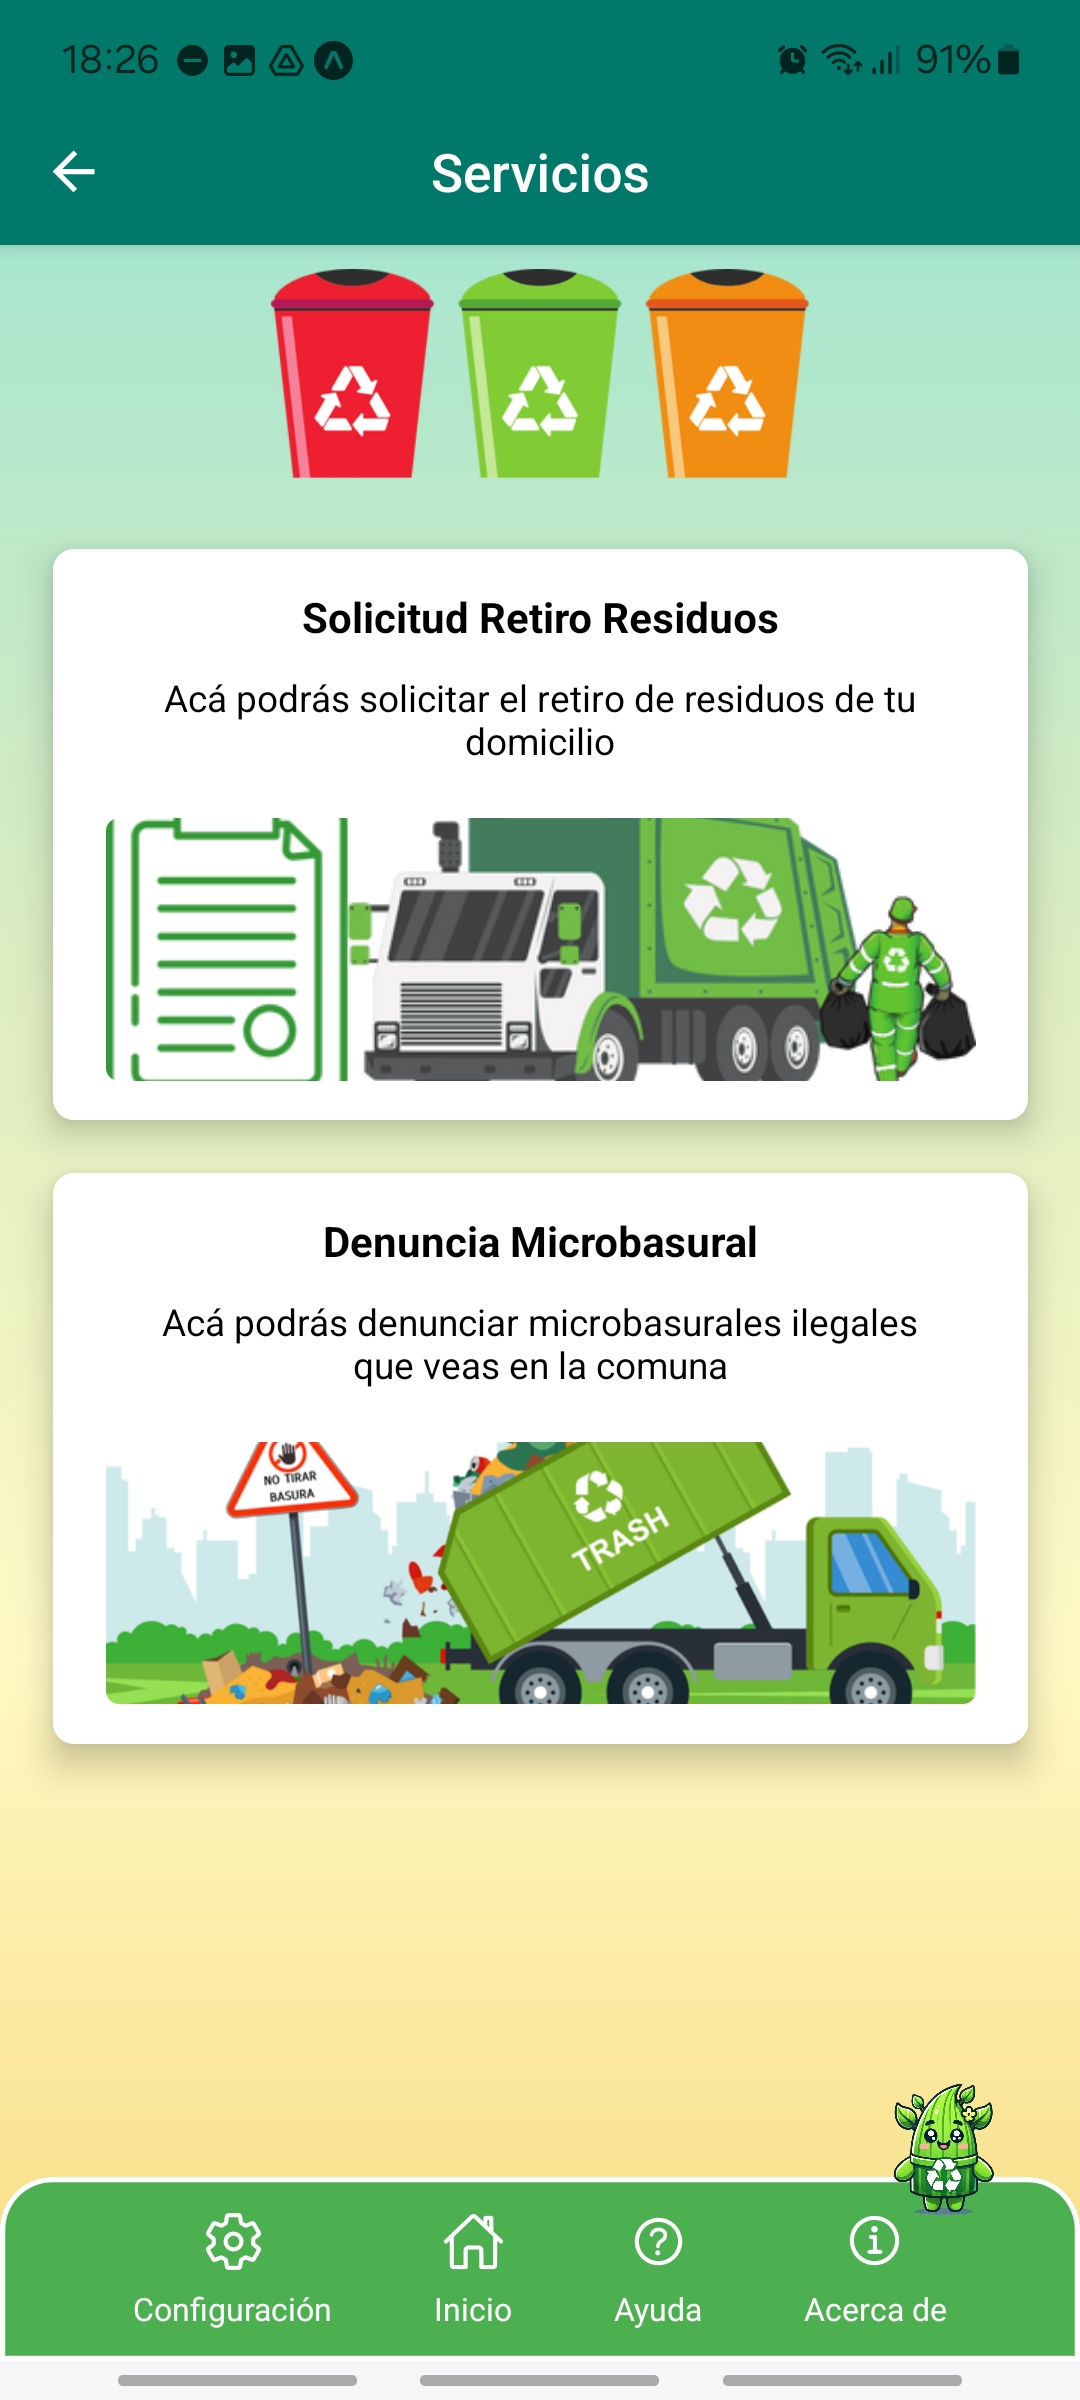 18:26
91%
Servicios
Solicitud Retiro Residuos
Acá podrás solicitar el retiro de residuos de tu
domicilio
Denuncia Microbasural
Acá podrás denunciar microbasurales ilegales
que veas en la comuna
NO TIRAR
BASURA
TRASH
Configuración
Inicio
Ayuda
Acerca de